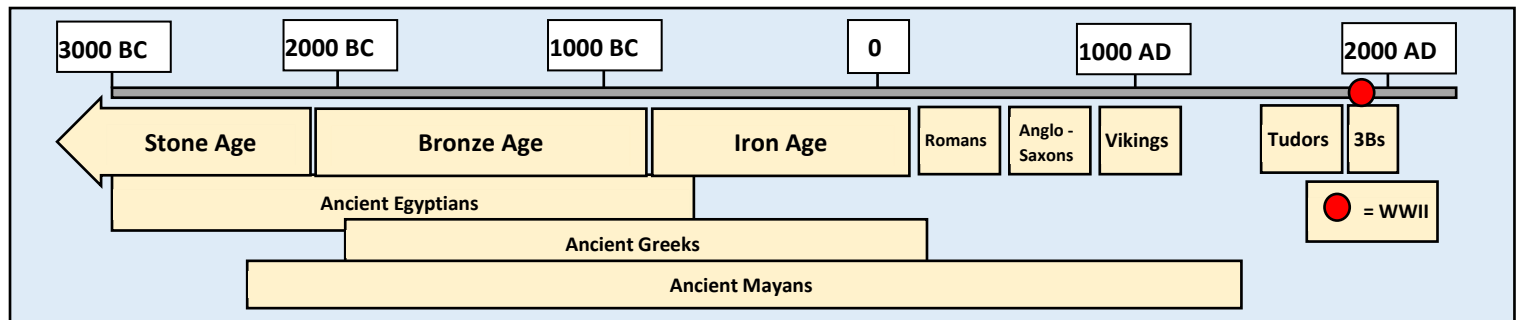 3000 BC
2000 BC
1000 BC
0
1000 AD
2000 AD
Stone Age
Bronze Age
Iron Age
Romans
Anglo -
Saxons
Vikings
Tudors
3Bs
Ancient Egyptians
= WWII
Ancient Greeks
Ancient Mayans